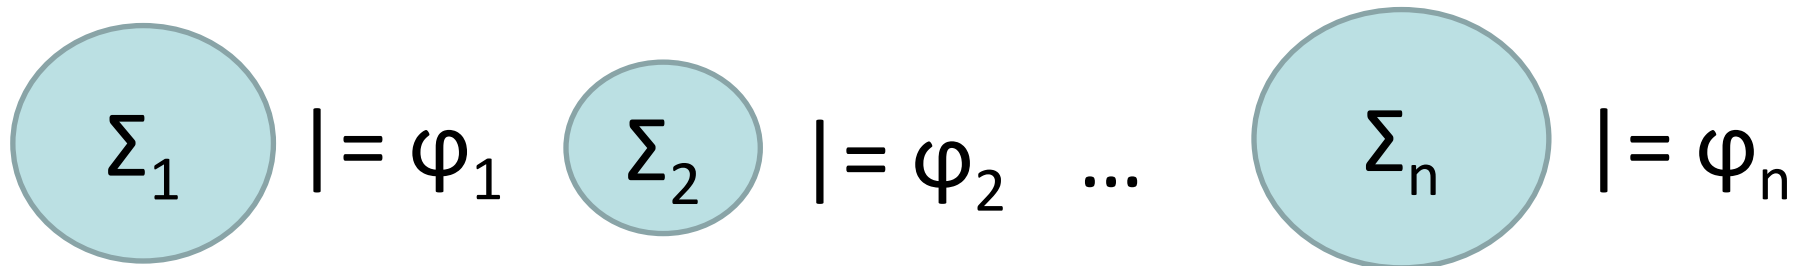 Σ₁ |= φ₁ Σ₂ |= φ₂ ... Σₙ |= φₙ